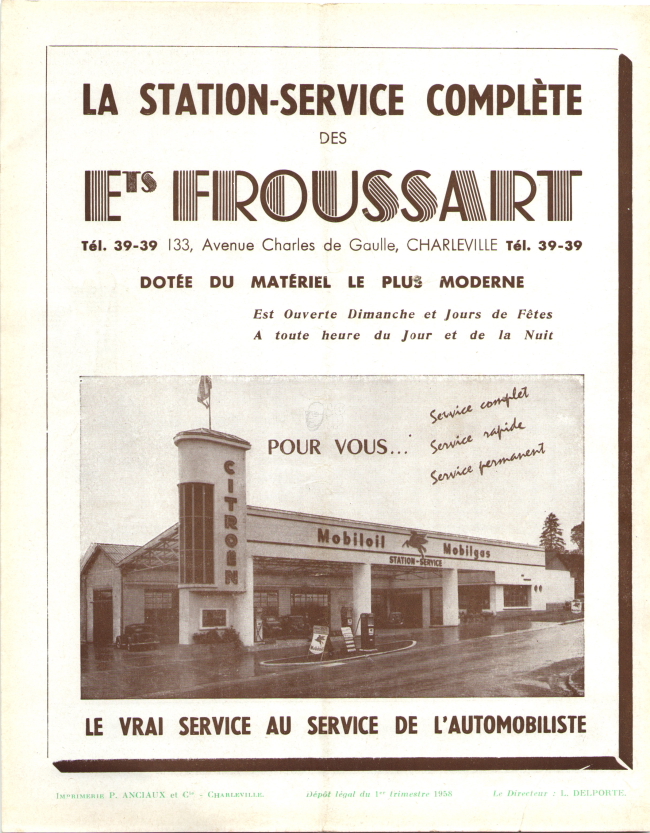 LA STATION-SERVICE COMPLÈTE
DES
Ets FROUSSART
Tél. 39-39 133, Avenue Charles de Gaulle, CHARLEVILLE Tél. 39-39
DOTÉE DU MATÉRIEL LE PLUS MODERNE
Est Ouverte Dimanche et Jours de Fêtes
A toute heure du Jour et de la Nuit
POUR VOUS...
Service complet
Service rapide
Service permanent
CITROËN
Mobiloil Mobilgas
STATION-SERVICE
LE VRAI SERVICE AU SERVICE DE L'AUTOMOBILISTE
Imprimerie P. ANCIAUX et Cie - Charleville. Dépôt légal du 1er trimestre 1958 Le Directeur : L. DELPORTE.